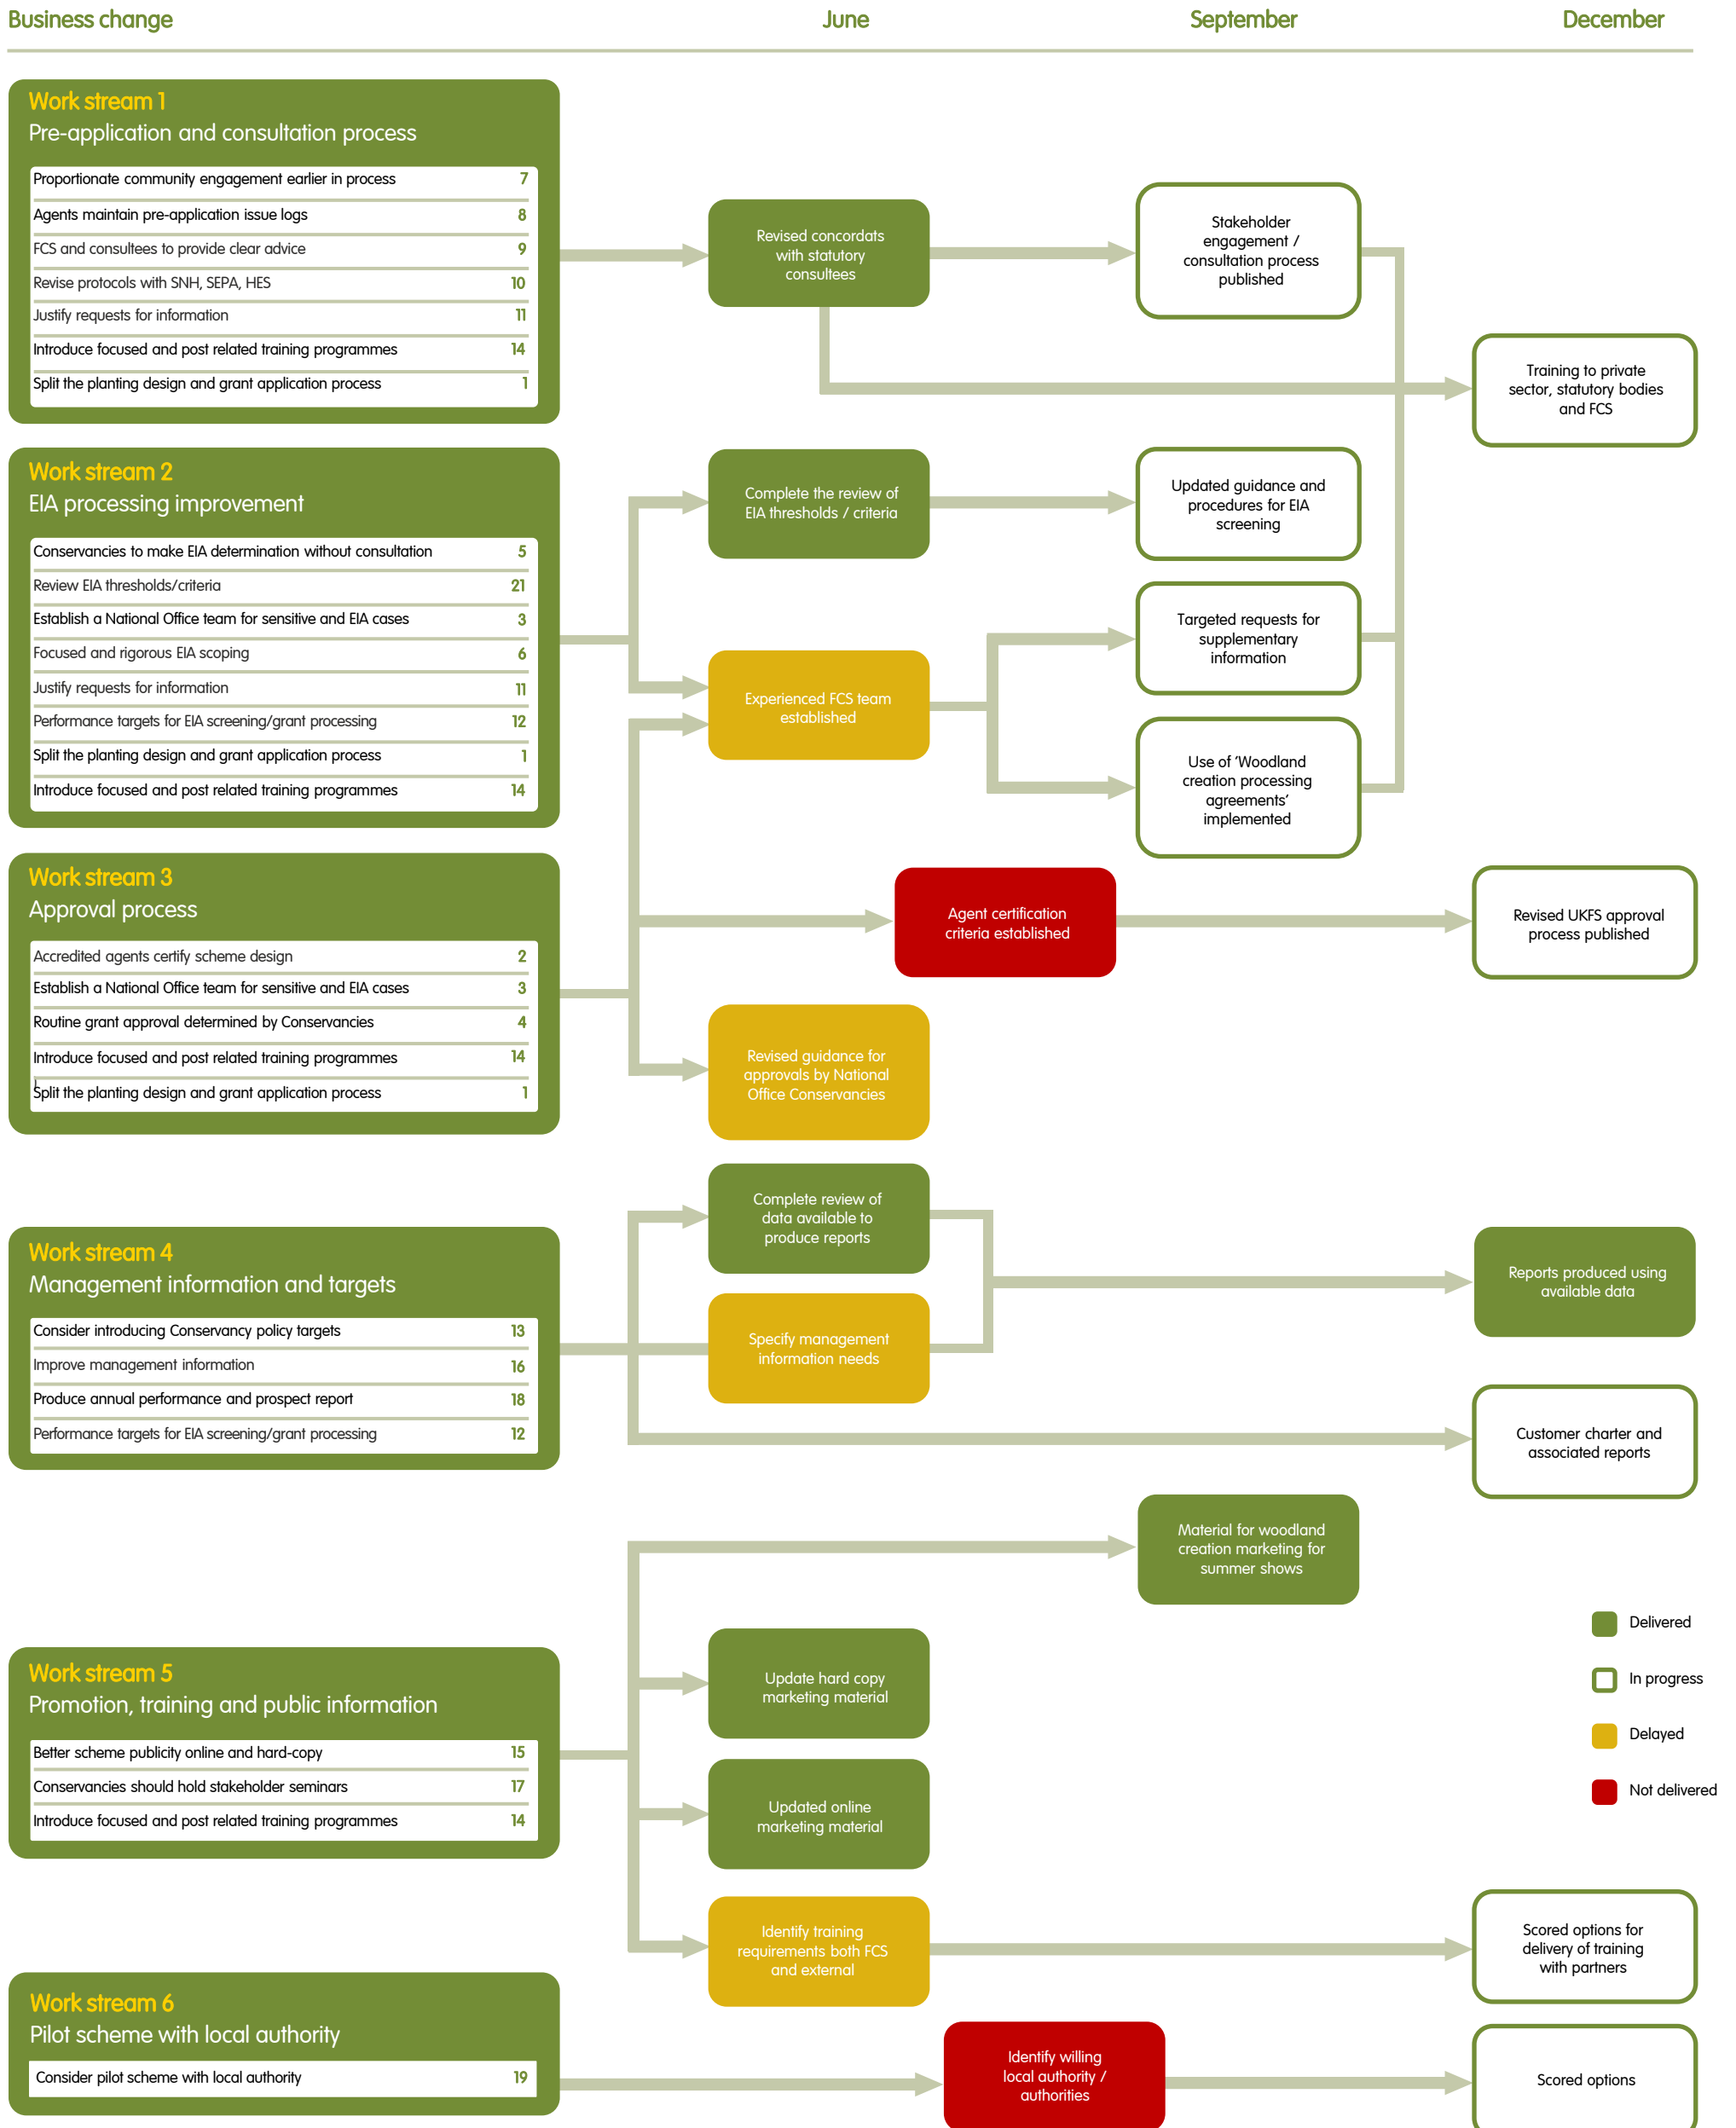 Business change
June
September
December
Work stream 1
Pre-application and consultation process
Proportionate community engagement earlier in process 7
Agents maintain pre-application issue logs 8
FCS and consultees to provide clear advice 9
Revise protocols with SNH, SEPA, HES 10
Justify requests for information 11
Introduce focused and post related training programmes 14
Split the planting design and grant application process 1
Revised concordats
with statutory
consultees
Stakeholder
engagement /
consultation process
published
Training to private
sector, statutory bodies
and FCS
Work stream 2
EIA processing improvement
Conservancies to make EIA determination without consultation 5
Review EIA thresholds/criteria 21
Establish a National Office team for sensitive and EIA cases 3
Focused and rigorous EIA scoping 6
Justify requests for information 11
Performance targets for EIA screening/grant processing 12
Split the planting design and grant application process 1
Introduce focused and post related training programmes 14
Complete the review of
EIA thresholds / criteria
Updated guidance and
procedures for EIA
screening
Experienced FCS team
established
Targeted requests for
supplementary
information
Use of ‘Woodland
creation processing
agreements’
implemented
Work stream 3
Approval process
Accredited agents certify scheme design 2
Establish a National Office team for sensitive and EIA cases 3
Routine grant approval determined by Conservancies 4
Introduce focused and post related training programmes 14
Split the planting design and grant application process 1
Agent certification
criteria established
Revised UKFS approval
process published
Revised guidance for
approvals by National
Office Conservancies
Work stream 4
Management information and targets
Consider introducing Conservancy policy targets 13
Improve management information 16
Produce annual performance and prospect report 18
Performance targets for EIA screening/grant processing 12
Complete review of
data available to
produce reports
Specify management
information needs
Reports produced using
available data
Customer charter and
associated reports
Work stream 5
Promotion, training and public information
Better scheme publicity online and hard-copy 15
Conservancies should hold stakeholder seminars 17
Introduce focused and post related training programmes 14
Material for woodland
creation marketing for
summer shows
Update hard copy
marketing material
Updated online
marketing material
Identify training
requirements both FCS
and external
Scored options for
delivery of training
with partners
Delivered
In progress
Delayed
Not delivered
Work stream 6
Pilot scheme with local authority
Consider pilot scheme with local authority 19
Identify willing
local authority /
authorities
Scored options